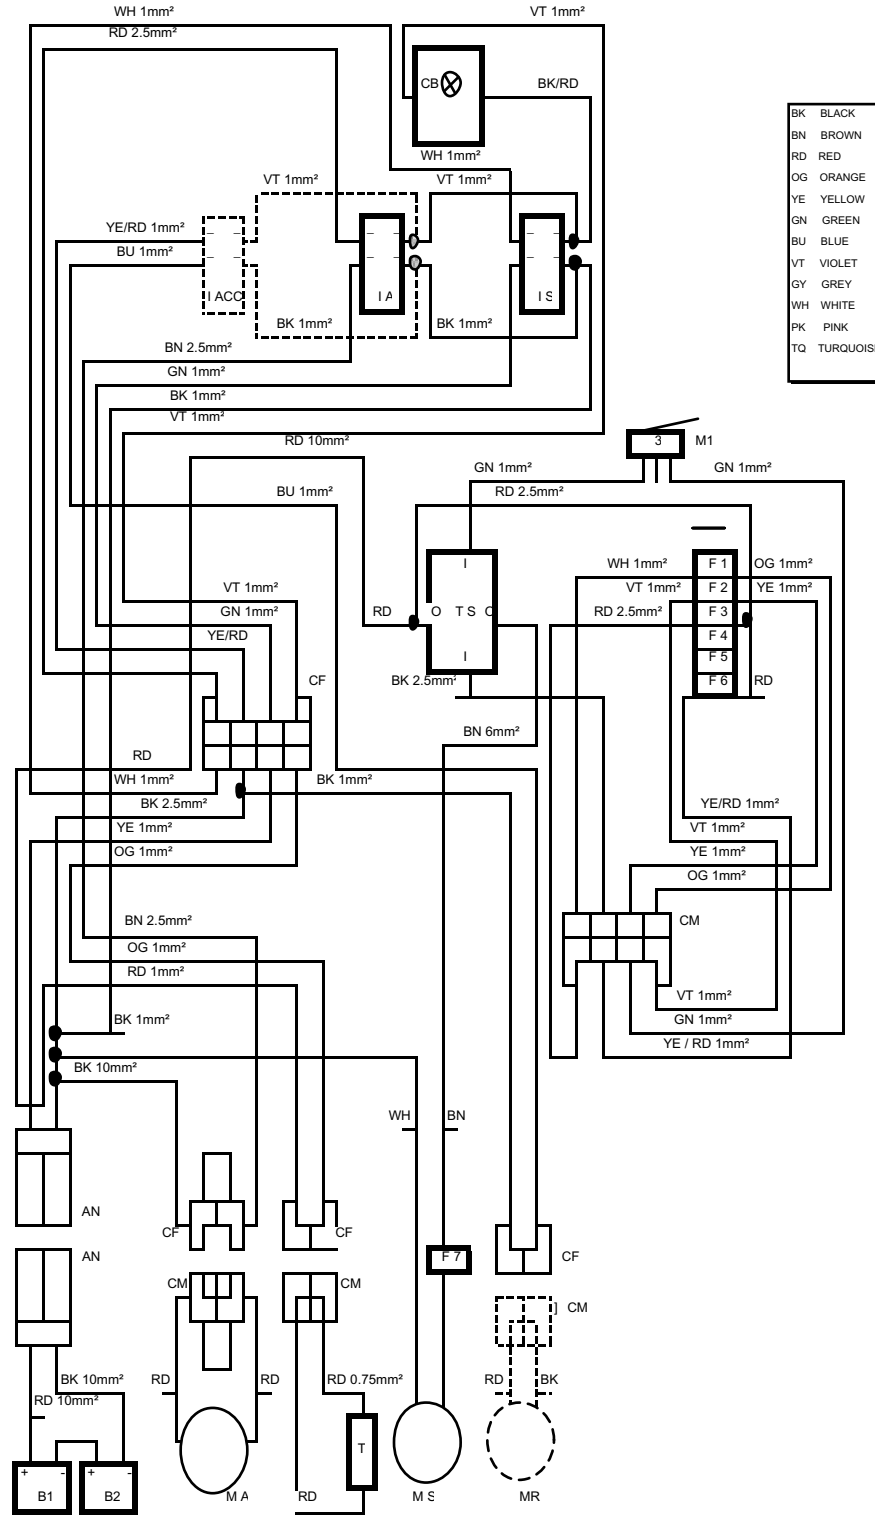 WH 1mm²
VT 1mm²
RD 2.5mm²
CB
BK/RD
BK BLACK
BN BROWN
RD RED
OG ORANGE
YE YELLOW
GN GREEN
BU BLUE
VT VIOLET
GY GREY
WH WHITE
PK PINK
TQ TURQUOIS
WH 1mm²
VT 1mm²
VT 1mm²
YE/RD 1mm²
BU 1mm²
I ACC
I A
I S
BK 1mm²
BK 1mm²
BN 2.5mm²
GN 1mm²
BK 1mm²
VT 1mm²
RD 10mm²
3
M1
GN 1mm²
GN 1mm²
BU 1mm²
RD 2.5mm²
I
WH 1mm²
F 1
OG 1mm²
VT 1mm²
F 2
YE 1mm²
VT 1mm²
GN 1mm²
RD
O T S C
RD 2.5mm²
F 3
YE/RD
F 4
I
F 5
CF
BK 2.5mm²
F 6
RD
BN 6mm²
RD
WH 1mm²
BK 1mm²
BK 2.5mm²
YE/RD 1mm²
YE 1mm²
VT 1mm²
OG 1mm²
YE 1mm²
OG 1mm²
BN 2.5mm²
CM
OG 1mm²
RD 1mm²
VT 1mm²
BK 1mm²
GN 1mm²
YE / RD 1mm²
BK 10mm²
WH
BN
AN
CF
CF
AN
F 7
CF
CM
CM
] CM
BK 10mm²
RD
RD
RD 0.75mm²
RD
BK
RD 10mm²
T
+ -
+ -
B1
B2
M A
RD
M S
MR